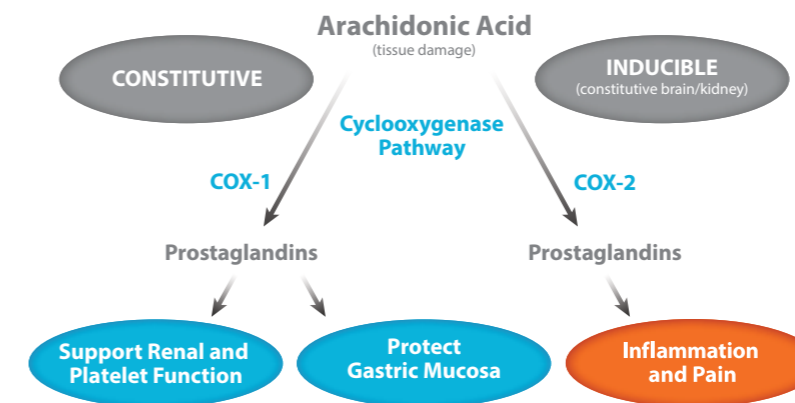 Arachidonic Acid
(tissue damage)
CONSTITUTIVE
INDUCIBLE
(constitutive brain/kidney)
Cyclooxygenase
Pathway
COX-1
COX-2
Prostaglandins
Prostaglandins
Support Renal and
Platelet Function
Protect
Gastric Mucosa
Inflammation
and Pain